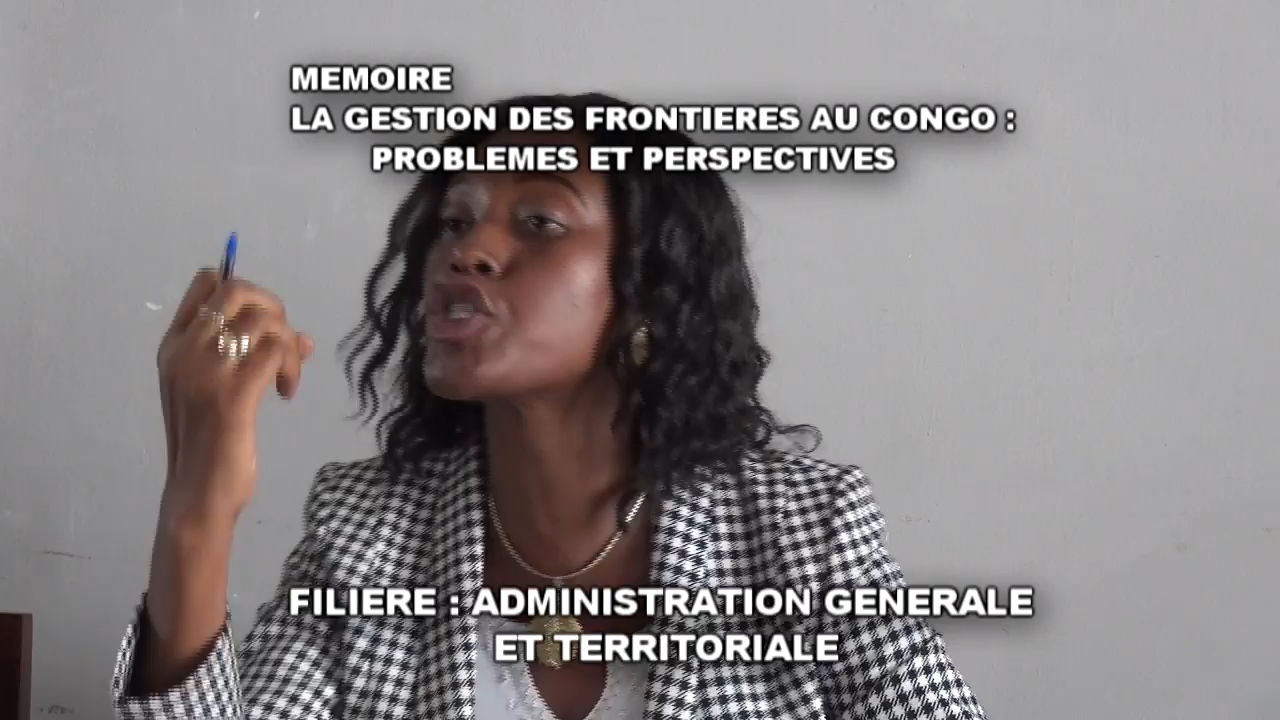 MEMOIRE
LA GESTION DES FRONTIERES AU CONGO :
PROBLEMES ET PERSPECTIVES
FILIERE : ADMINISTRATION GENERALE
ET TERRITORIALE